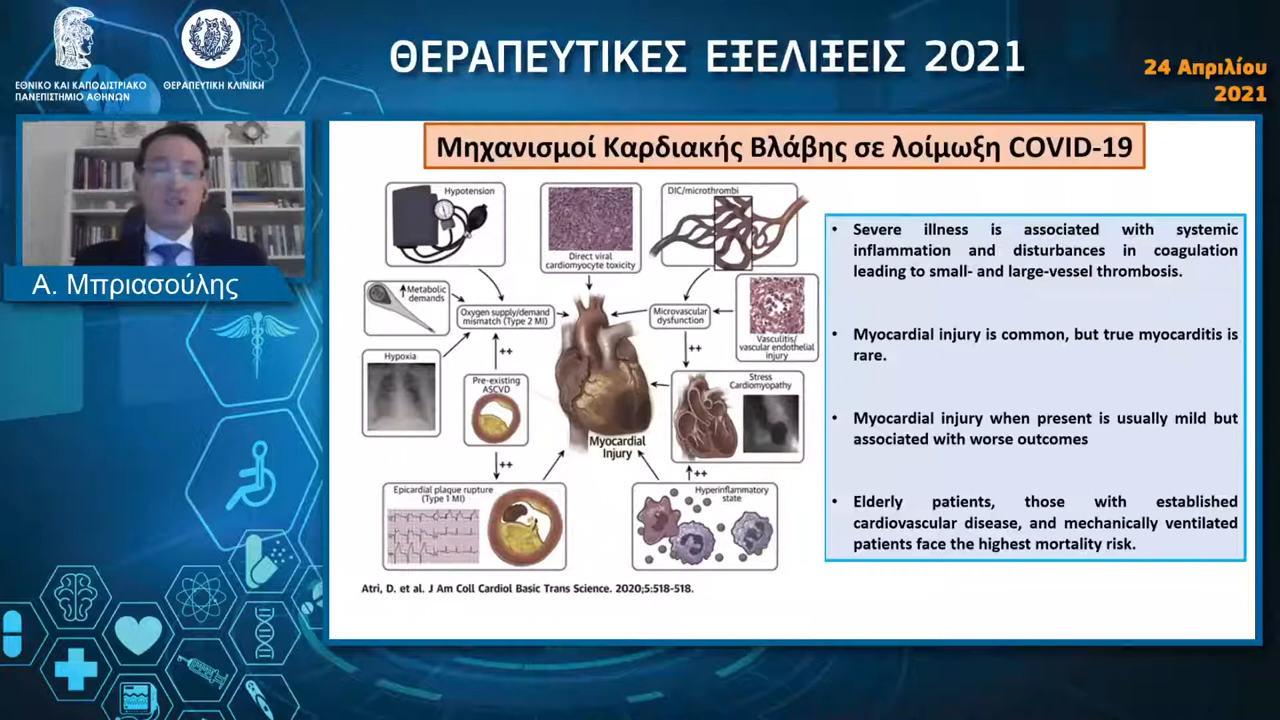 ΘΕΡΑΠΕΥΤΙΚΕΣ ΕΞΕΛΙΞΕΙΣ 2021
24 Απριλίου
2021
ΕΘΝΙΚΟ ΚΑΙ ΚΑΠΟΔΙΣΤΡΙΑΚΟ
ΠΑΝΕΠΙΣΤΗΜΙΟ ΑΘΗΝΩΝ
ΘΕΡΑΠΕΥΤΙΚΗ ΚΛΙΝΙΚΗ
Α. Μπριασούλης
Μηχανισμοί Καρδιακής Βλάβης σε λοίμωξη COVID-19
Hypotension
Direct viral
cardiomyocyte toxicity
DIC/microthrombi
↑Metabolic
demands
Oxygen supply/demand
mismatch (Type 2 MI)
Microvascular
dysfunction
Vasculitis/
vascular endothelial
injury
Hypoxia
++
++
Pre-existing
ASCVD
Stress
Cardiomyopathy
Myocardial
Injury
++
++
Epicardial plaque rupture
(Type 1 MI)
Hyperinflammatory
state
Atri, D. et al. J Am Coll Cardiol Basic Trans Science. 2020;5:518-518.
• Severe illness is associated with systemic
inflammation and disturbances in coagulation
leading to small- and large-vessel thrombosis.
• Myocardial injury is common, but true myocarditis is
rare.
• Myocardial injury when present is usually mild but
associated with worse outcomes
• Elderly patients, those with established
cardiovascular disease, and mechanically ventilated
patients face the highest mortality risk.